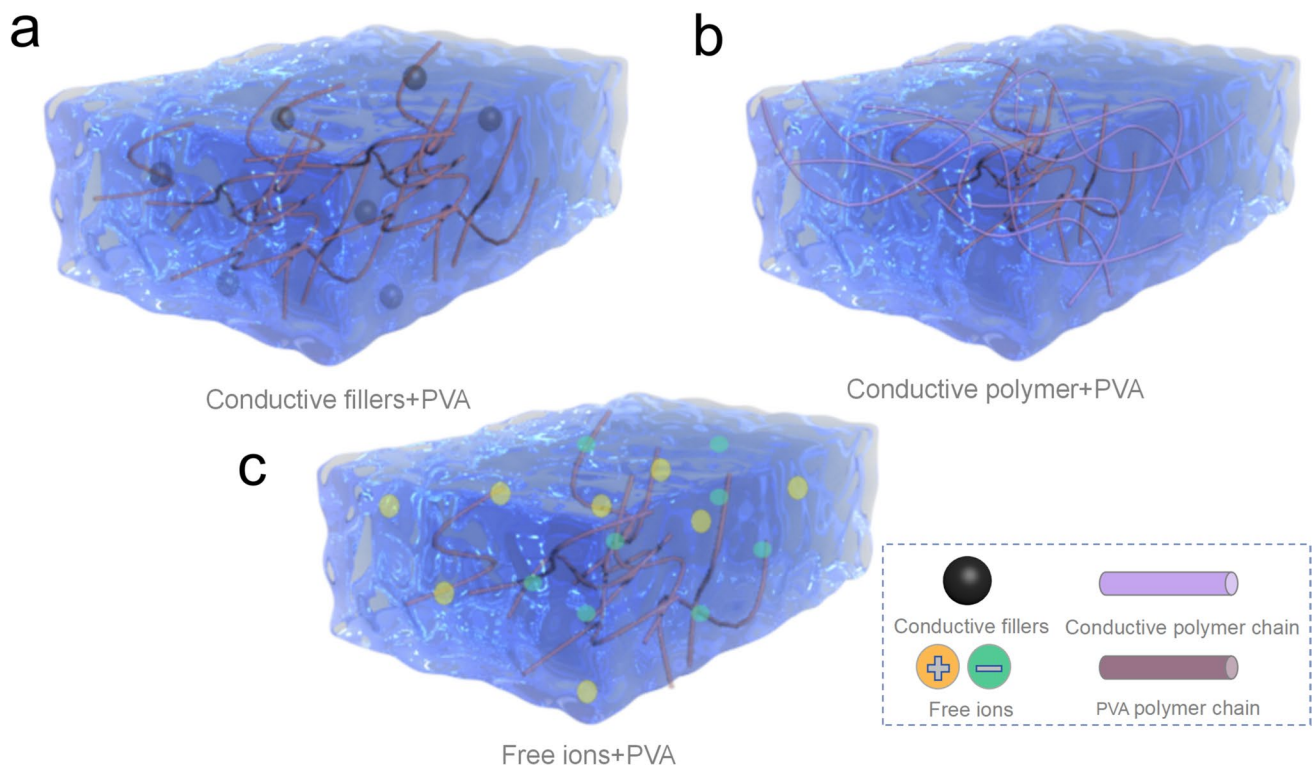 a
b
Conductive fillers+PVA
Conductive polymer+PVA
c
Conductive fillers
Conductive polymer chain
+
−
Free ions
PVA polymer chain
Free ions+PVA